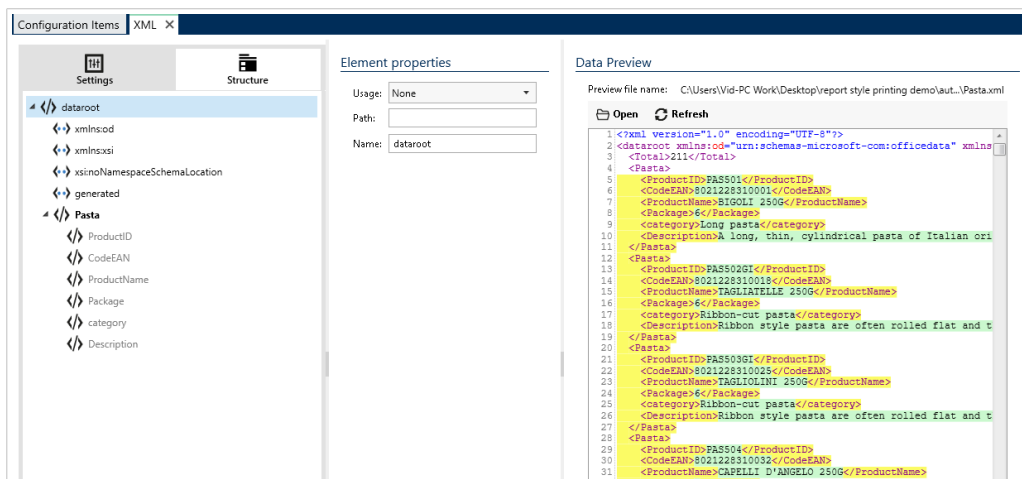 Configuration Items XML
Settings
Structure
dataroot
xmlns:od
xmlns:xsi
xsi:noNamespaceSchemaLocation
generated
Pasta
ProductID
CodeEAN
ProductName
Package
category
Description
Element properties
Usage: None
Path:
Name: dataroot
Data Preview
Preview file name: C:\Users\Vid-PC Work\Desktop\report style printing demo\aut...\Pasta.xml
Open Refresh
1 <?xml version="1.0" encoding="UTF-8"?>
2 <dataroot xmlns:od="urn:schemas-microsoft-com:officedata" xmlns
3 <Total>211</Total>
4 <Pasta>
5 <ProductID>PAS501</ProductID>
6 <CodeEAN>8021228310001</CodeEAN>
7 <ProductName>BIGOLI 250G</ProductName>
8 <Package>6</Package>
9 <category>Long pasta</category>
10 <Description>A long, thin, cylindrical pasta of Italian ori
11 </Pasta>
12 <Pasta>
13 <ProductID>PAS502GI</ProductID>
14 <CodeEAN>8021228310018</CodeEAN>
15 <ProductName>TAGLIATELLE 250G</ProductName>
16 <Package>6</Package>
17 <category>Ribbon-cut pasta</category>
18 <Description>Ribbon style pasta are often rolled flat and t
19 </Pasta>
20 <Pasta>
21 <ProductID>PAS503GI</ProductID>
22 <CodeEAN>8021228310025</CodeEAN>
23 <ProductName>TAGLIOLINI 250G</ProductName>
24 <Package>6</Package>
25 <category>Ribbon-cut pasta</category>
26 <Description>Ribbon style pasta are often rolled flat and t
27 </Pasta>
28 <Pasta>
29 <ProductID>PAS504</ProductID>
30 <CodeEAN>8021228310032</CodeEAN>
31 <ProductName>CAPELLI D'ANGELO 250G</ProductName>